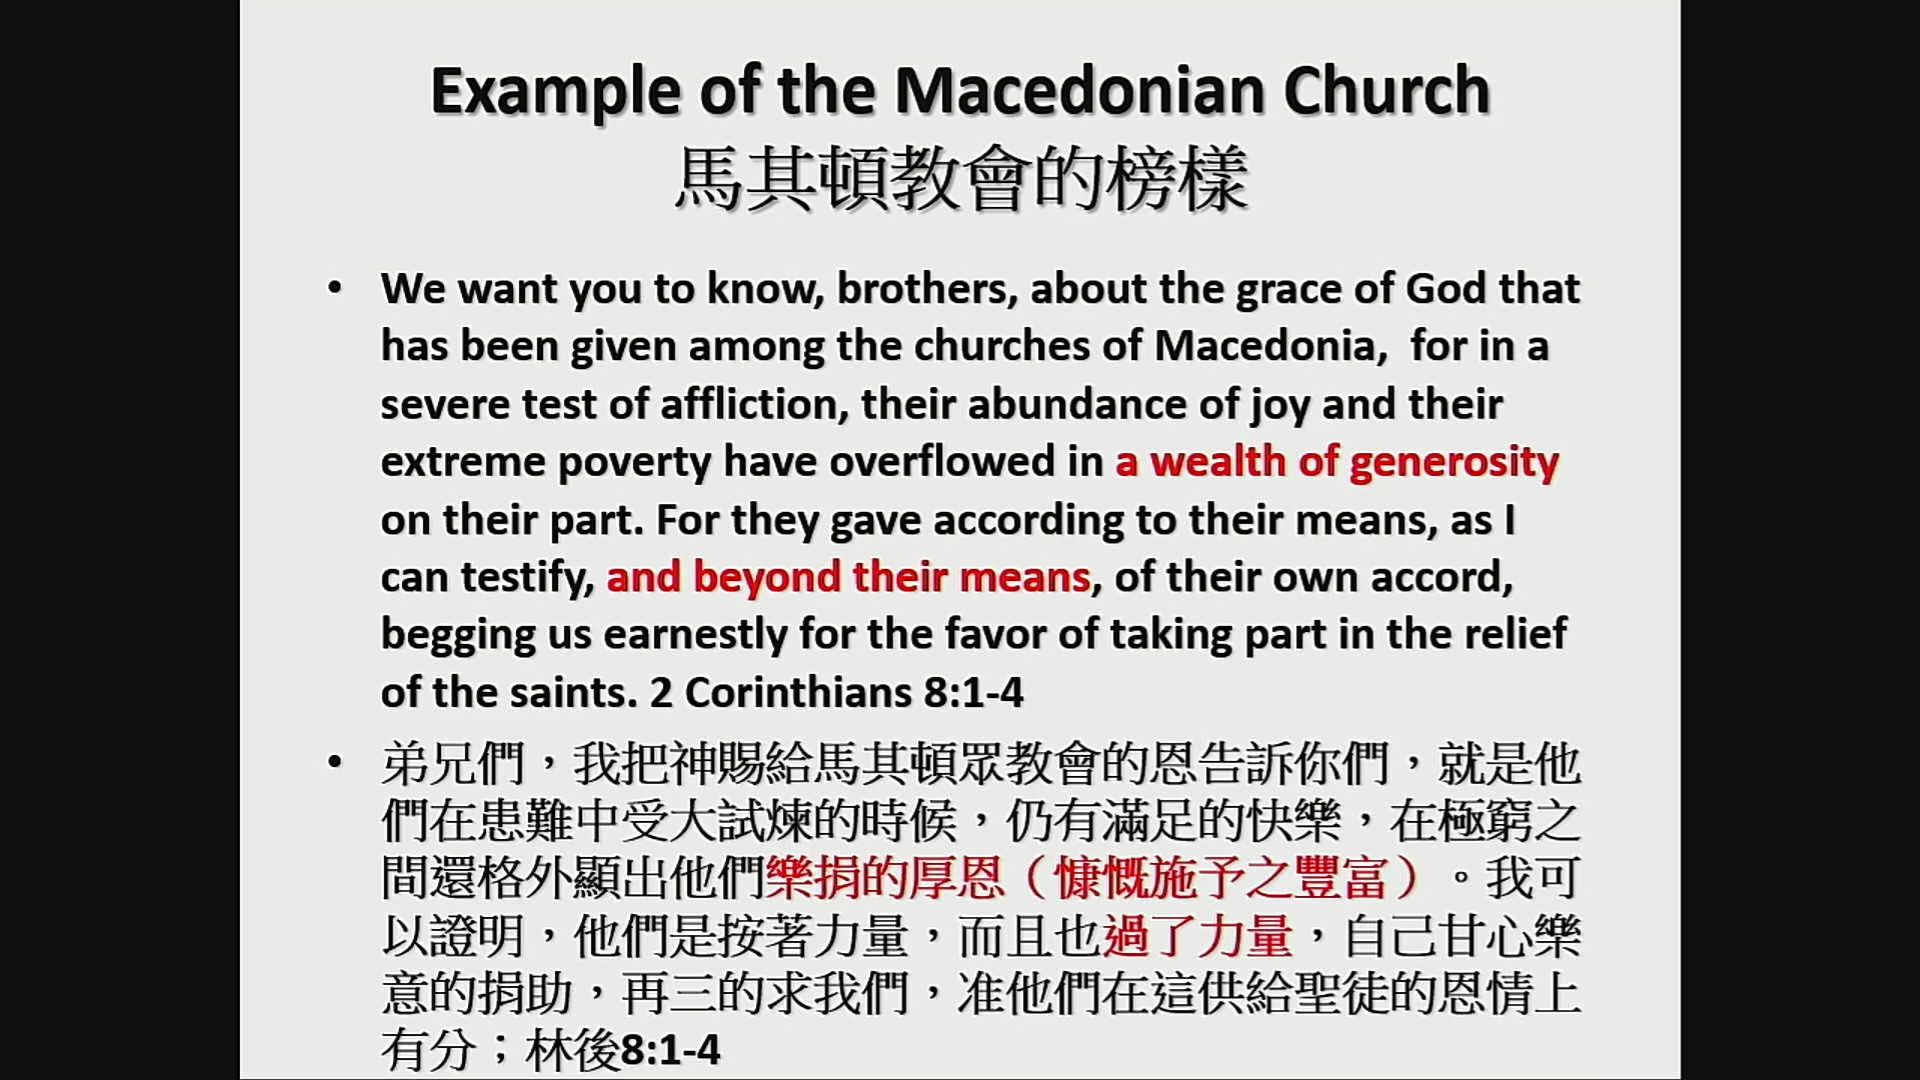 Example of the Macedonian Church
馬其頓教會的榜樣
• We want you to know, brothers, about the grace of God that
has been given among the churches of Macedonia,  for in a
severe test of affliction, their abundance of joy and their
extreme poverty have overflowed in a wealth of generosity
on their part. For they gave according to their means, as I
can testify, and beyond their means, of their own accord,
begging us earnestly for the favor of taking part in the relief
of the saints. 2 Corinthians 8:1-4
• 弟兄們，我把神賜給馬其頓眾教會的恩告訴你們，就是他
們在患難中受大試煉的時候，仍有滿足的快樂，在極窮之
間還格外顯出他們樂捐的厚恩（慷慨施予之豐富）。我可
以證明，他們是按著力量，而且也過了力量，自己甘心樂
意的捐助，再三的求我們，准他們在這供給聖徒的恩情上
有分；林後8:1-4